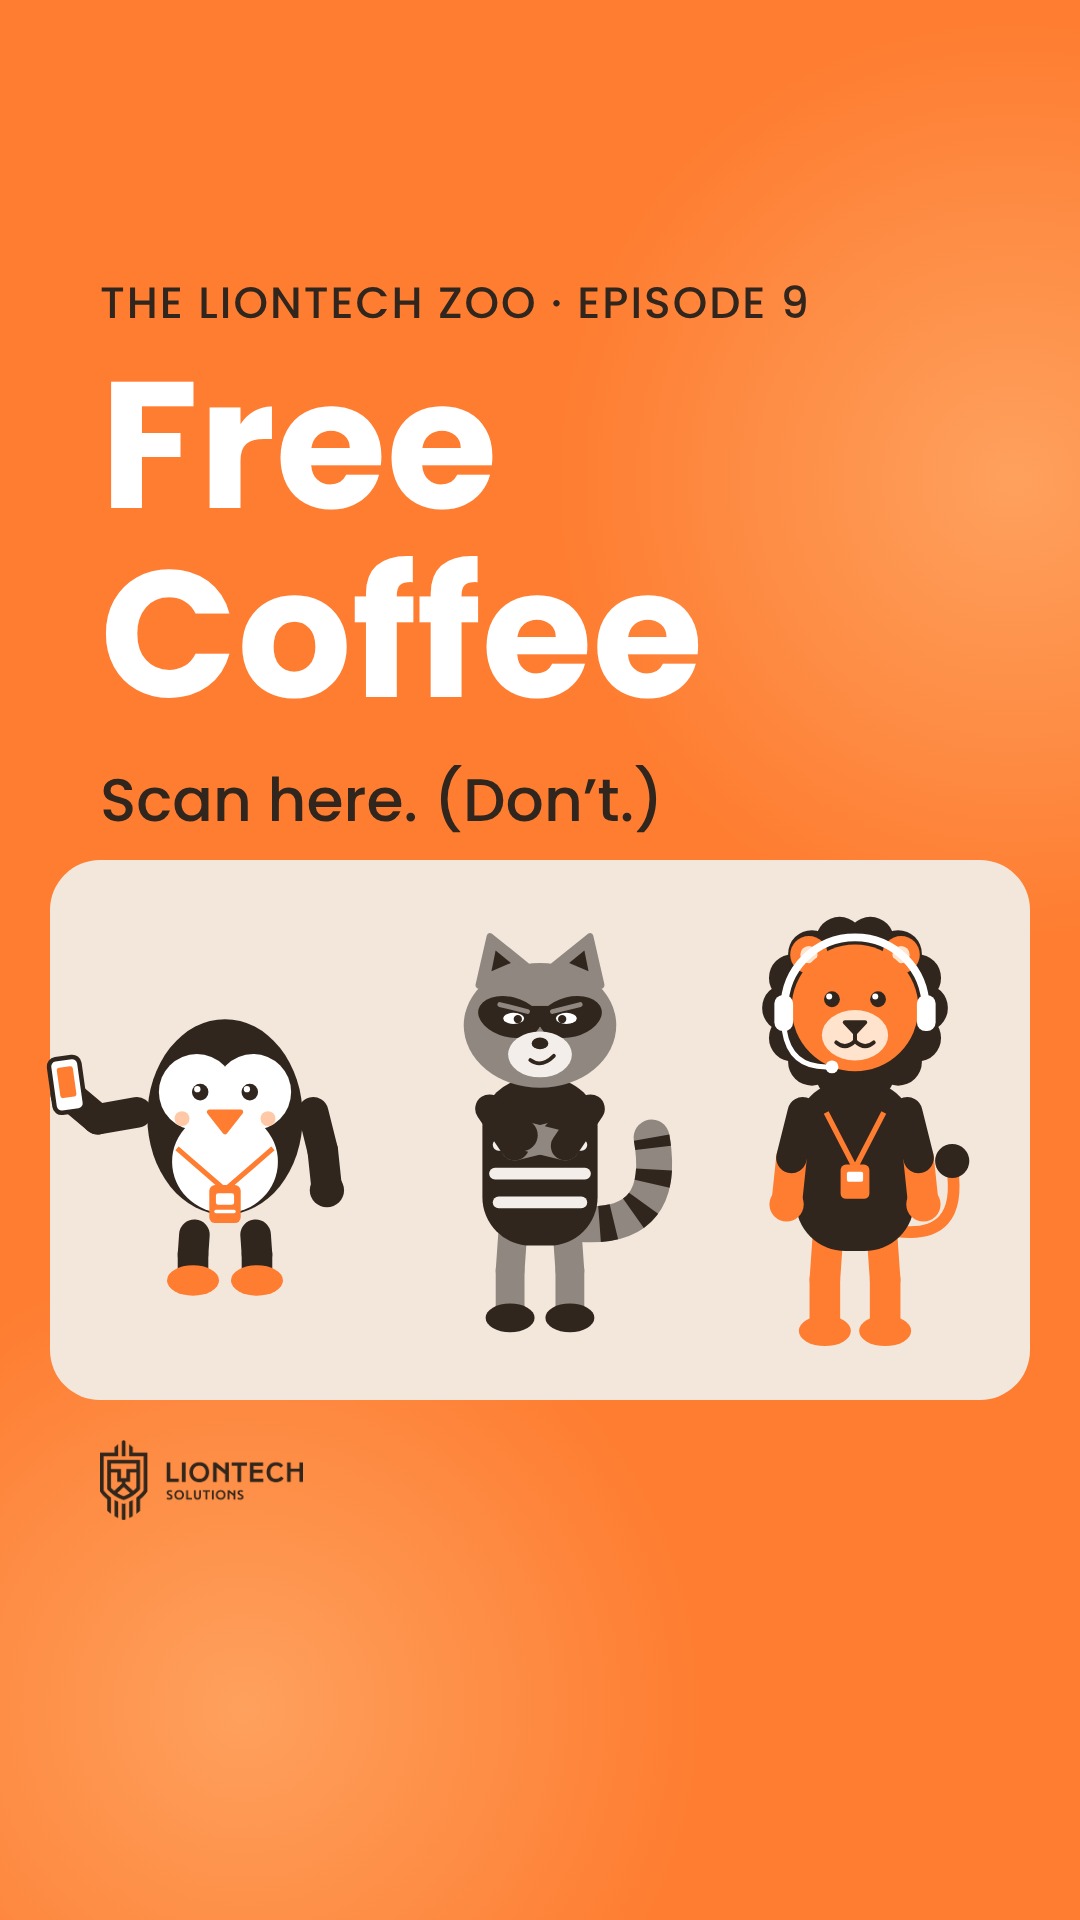 THE LIONTECH ZOO · EPISODE 9
Free
Coffee
Scan here. (Don’t.)
LIONTECH
SOLUTIONS